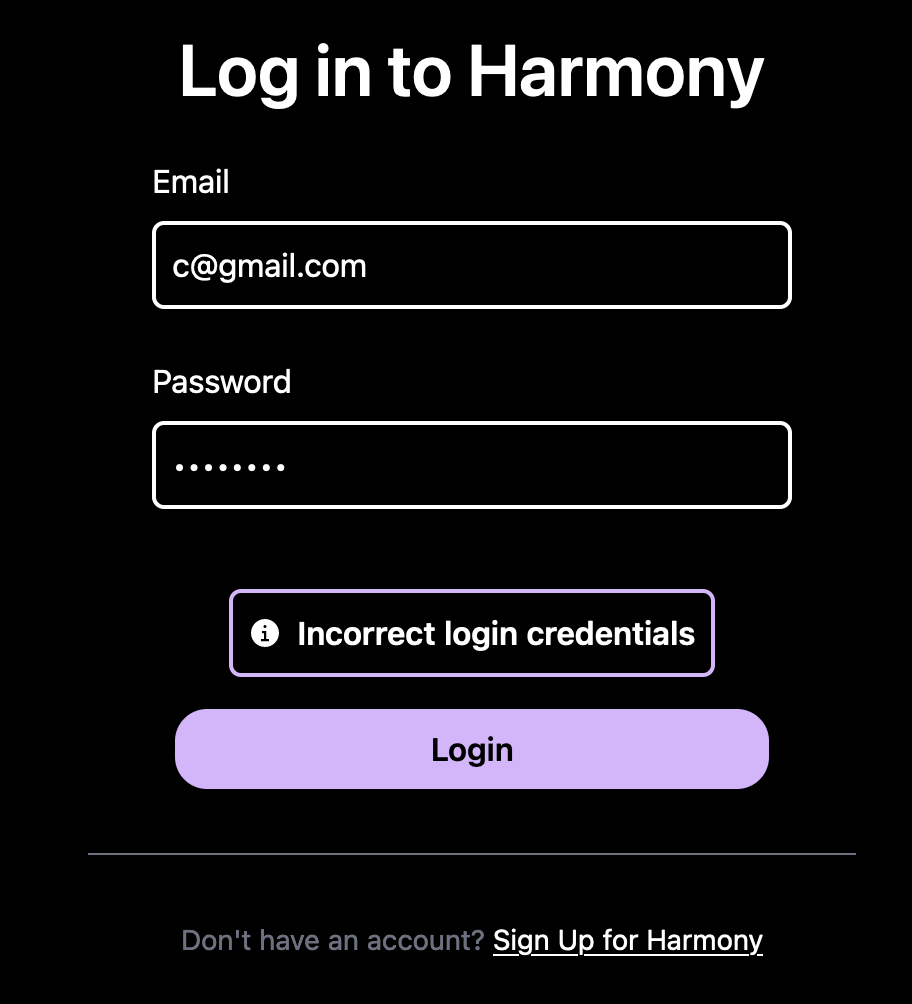 Log in to Harmony
Email
c@gmail.com
Password
••••••••
Incorrect login credentials
Login
Don't have an account? Sign Up for Harmony